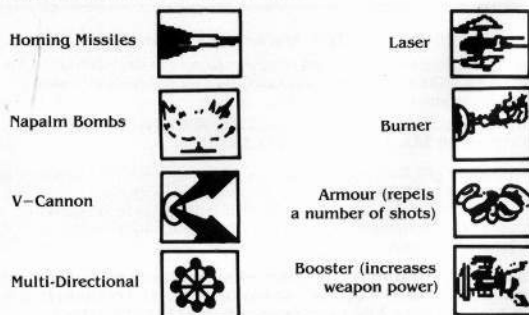 Homing Missiles
Laser
Napalm Bombs
Burner
V–Cannon
Armour (repels
a number of shots)
Multi-Directional
Booster (increases
weapon power)